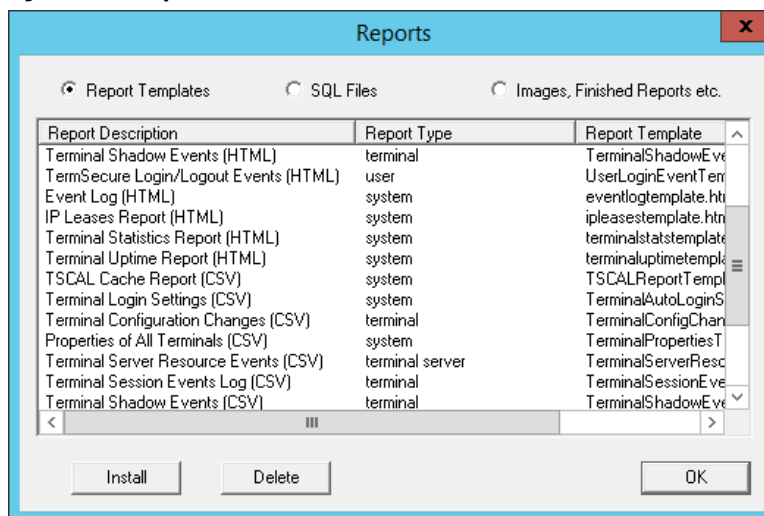 Reports
x
Report Templates SQL Files Images, Finished Reports etc.
Report Description Report Type Report Template
Terminal Shadow Events (HTML) terminal TerminalShadowEve
TermSecure Login/Logout Events (HTML) user UserLoginEventTem
Event Log (HTML) system eventlogtemplate.htm
IP Leases Report (HTML) system ipleasestemplate.htm
Terminal Statistics Report (HTML) system terminalstatstemplate
Terminal Uptime Report (HTML) system terminaluptimetempla
TSCAL Cache Report (CSV) system TSCALReportTempl
Terminal Login Settings (CSV) system TerminalAutoLoginS
Terminal Configuration Changes (CSV) terminal TerminalConfigChan
Properties of All Terminals (CSV) system TerminalPropertiesT
Terminal Server Resource Events (CSV) terminal server TerminalServerResc
Terminal Session Events Log (CSV) terminal TerminalSessionEve
Terminal Shadow Events (CSV) terminal TerminalShadowEve
Install Delete OK